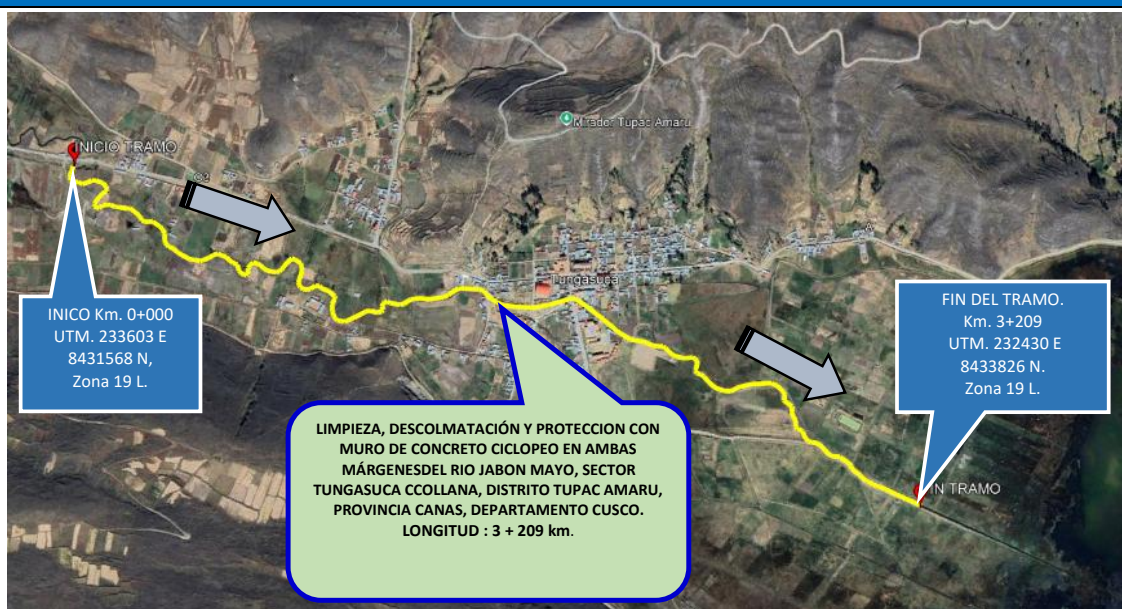 Mirador Tupac Amaru
INICIO TRAMO
Tungasuca
INICO Km. 0+000
UTM. 233603 E
8431568 N,
Zona 19 L.
FIN DEL TRAMO.
Km. 3+209
UTM. 232430 E
8433826 N.
Zona 19 L.
LIMPIEZA, DESCOLMATACIÓN Y PROTECCION CON
MURO DE CONCRETO CICLOPEO EN AMBAS
MÁRGENESDEL RIO JABON MAYO, SECTOR
TUNGASUCA CCOLLANA, DISTRITO TUPAC AMARU,
PROVINCIA CANAS, DEPARTAMENTO CUSCO.
LONGITUD : 3 + 209 km.
IN TRAMO